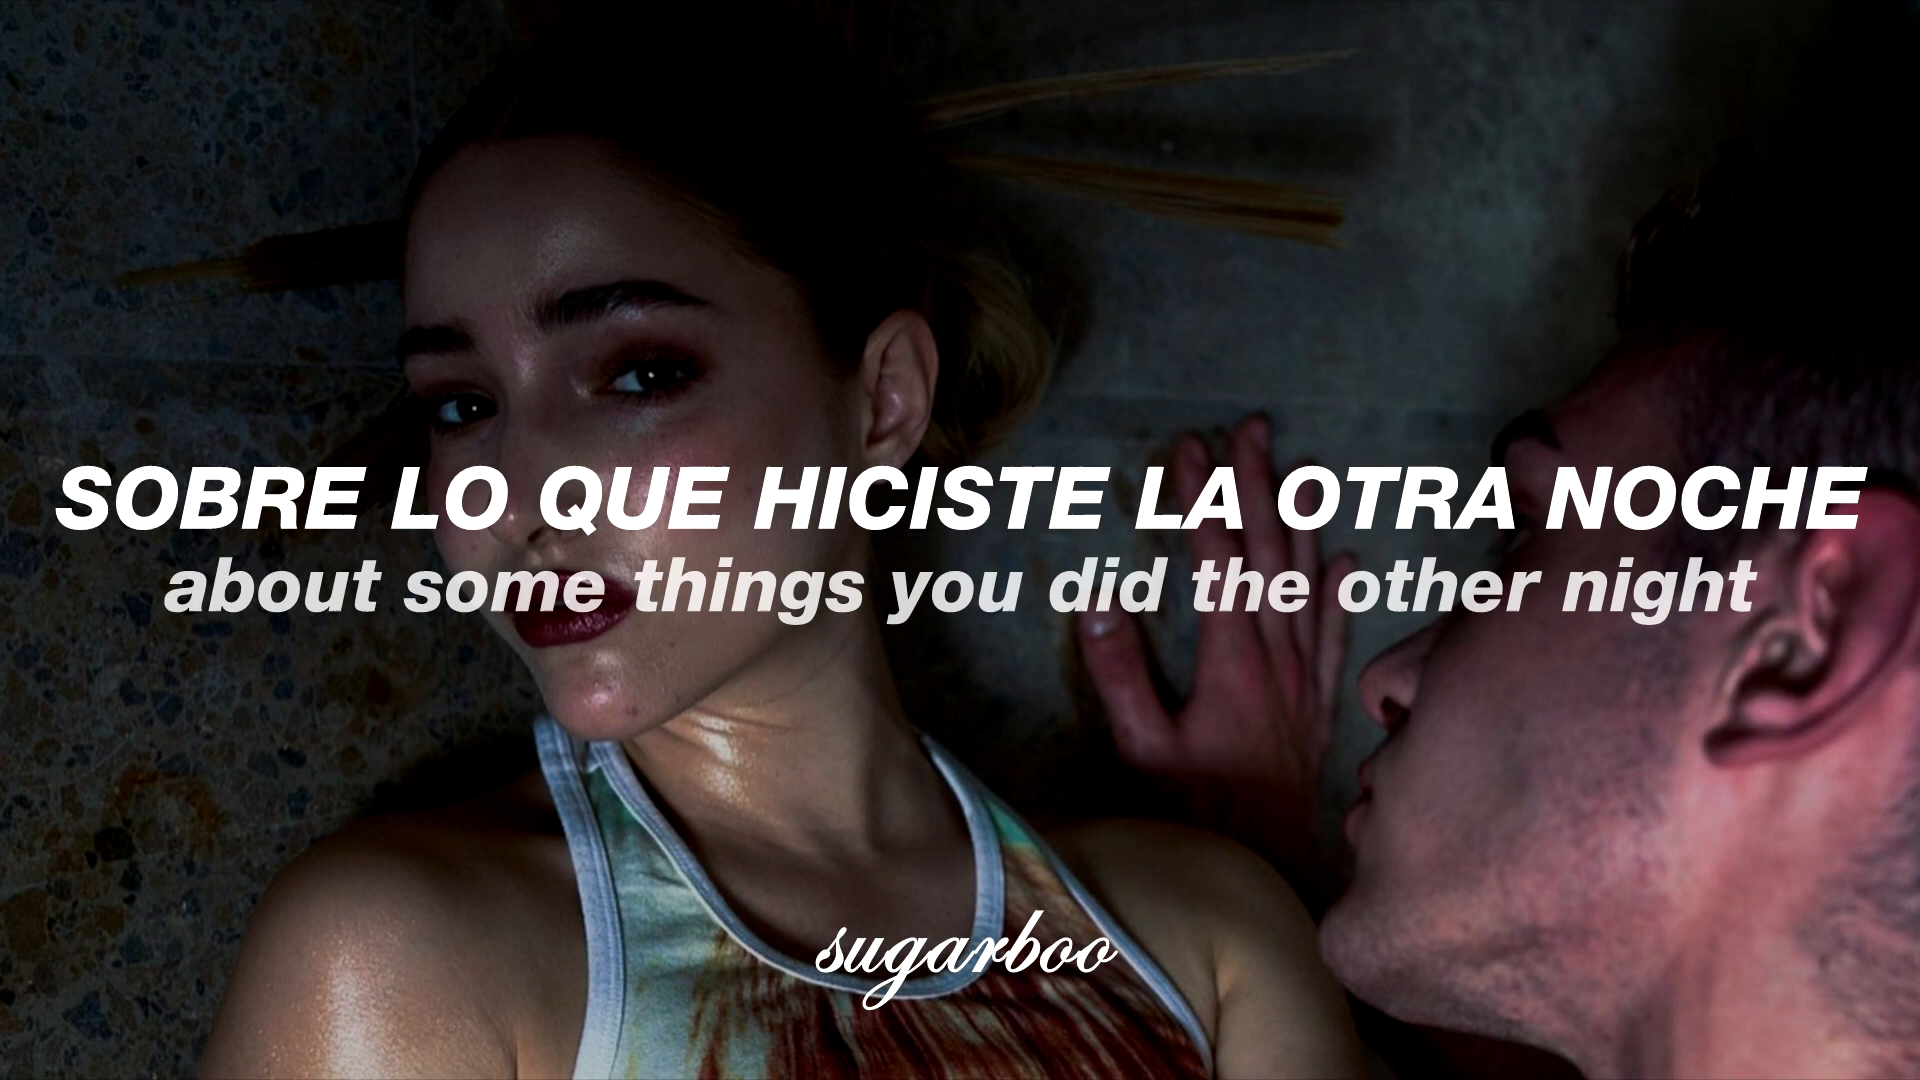 SOBRE LO QUE HICISTE LA OTRA NOCHE
about some things you did the other night
sugarboo